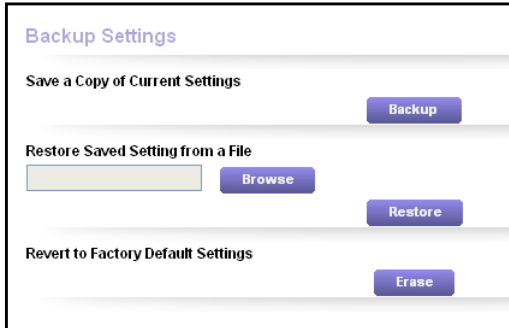 Backup Settings
Save a Copy of Current Settings
Backup
Restore Saved Setting from a File
Browse
Restore
Revert to Factory Default Settings
Erase